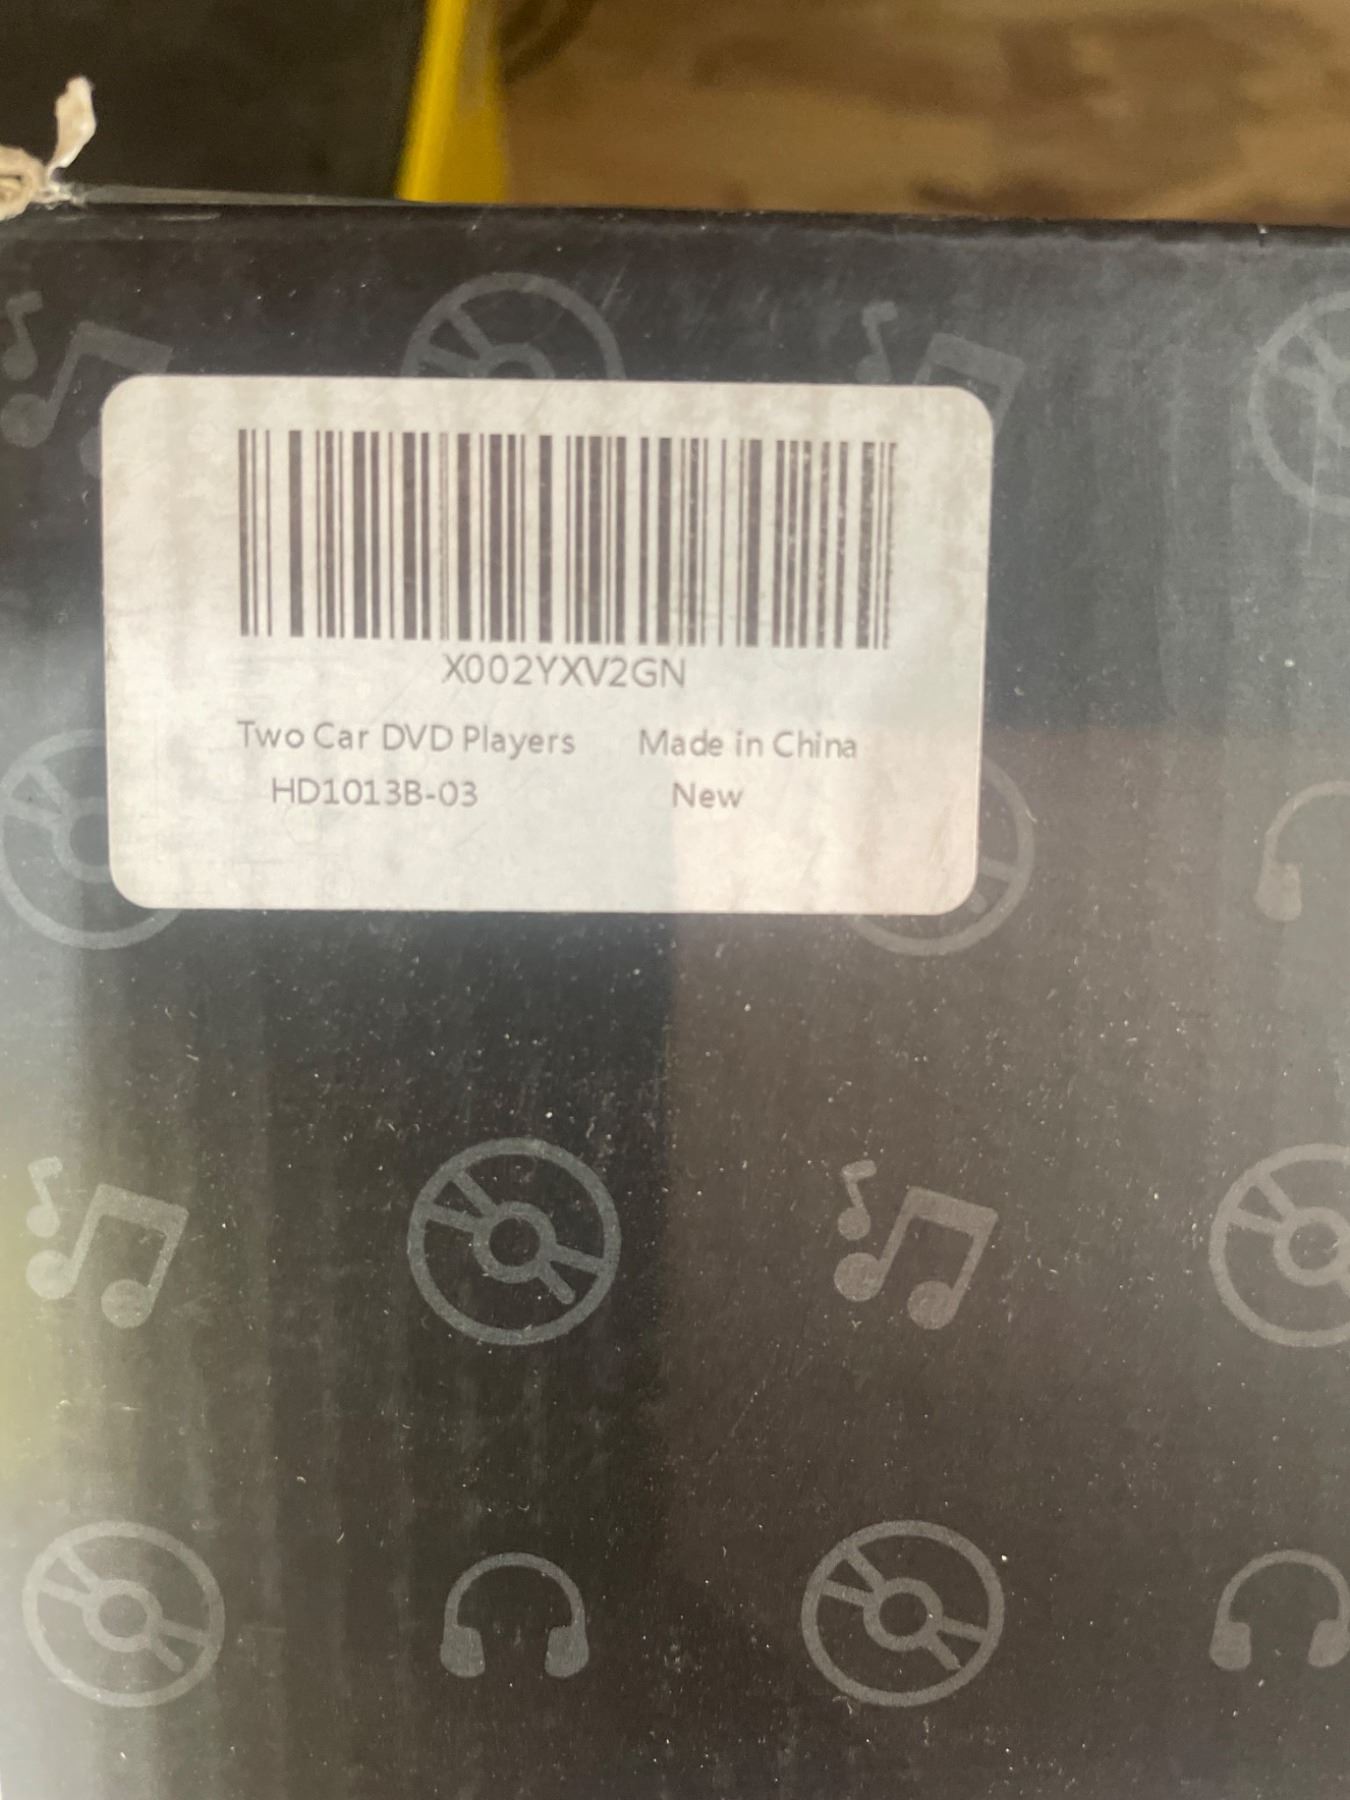 X002YXV2GN
Two Car DVD Players Made in China
HD1013B-03 New